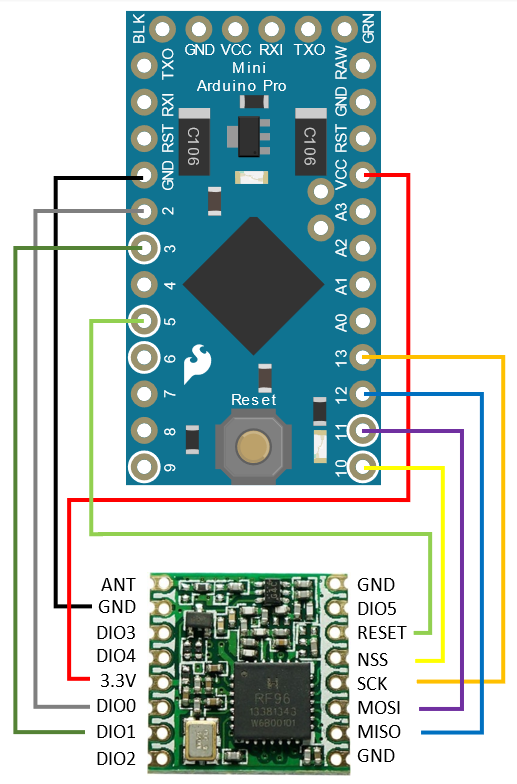 BLK
GND VCC RXI TXO
GRN
Mini
Arduino Pro
TXO
RXI
RST
GND
2
3
4
5
6
7
8
9
RAW
GND
RST
VCC
A3
A2
A1
A0
13
12
11
10
C106
C106
Reset
ANT
GND
DIO3
DIO4
3.3V
DIO0
DIO1
DIO2
GND
DIO5
RESET
NSS
SCK
MOSI
MISO
GND
RF96
13381343
W6B00101